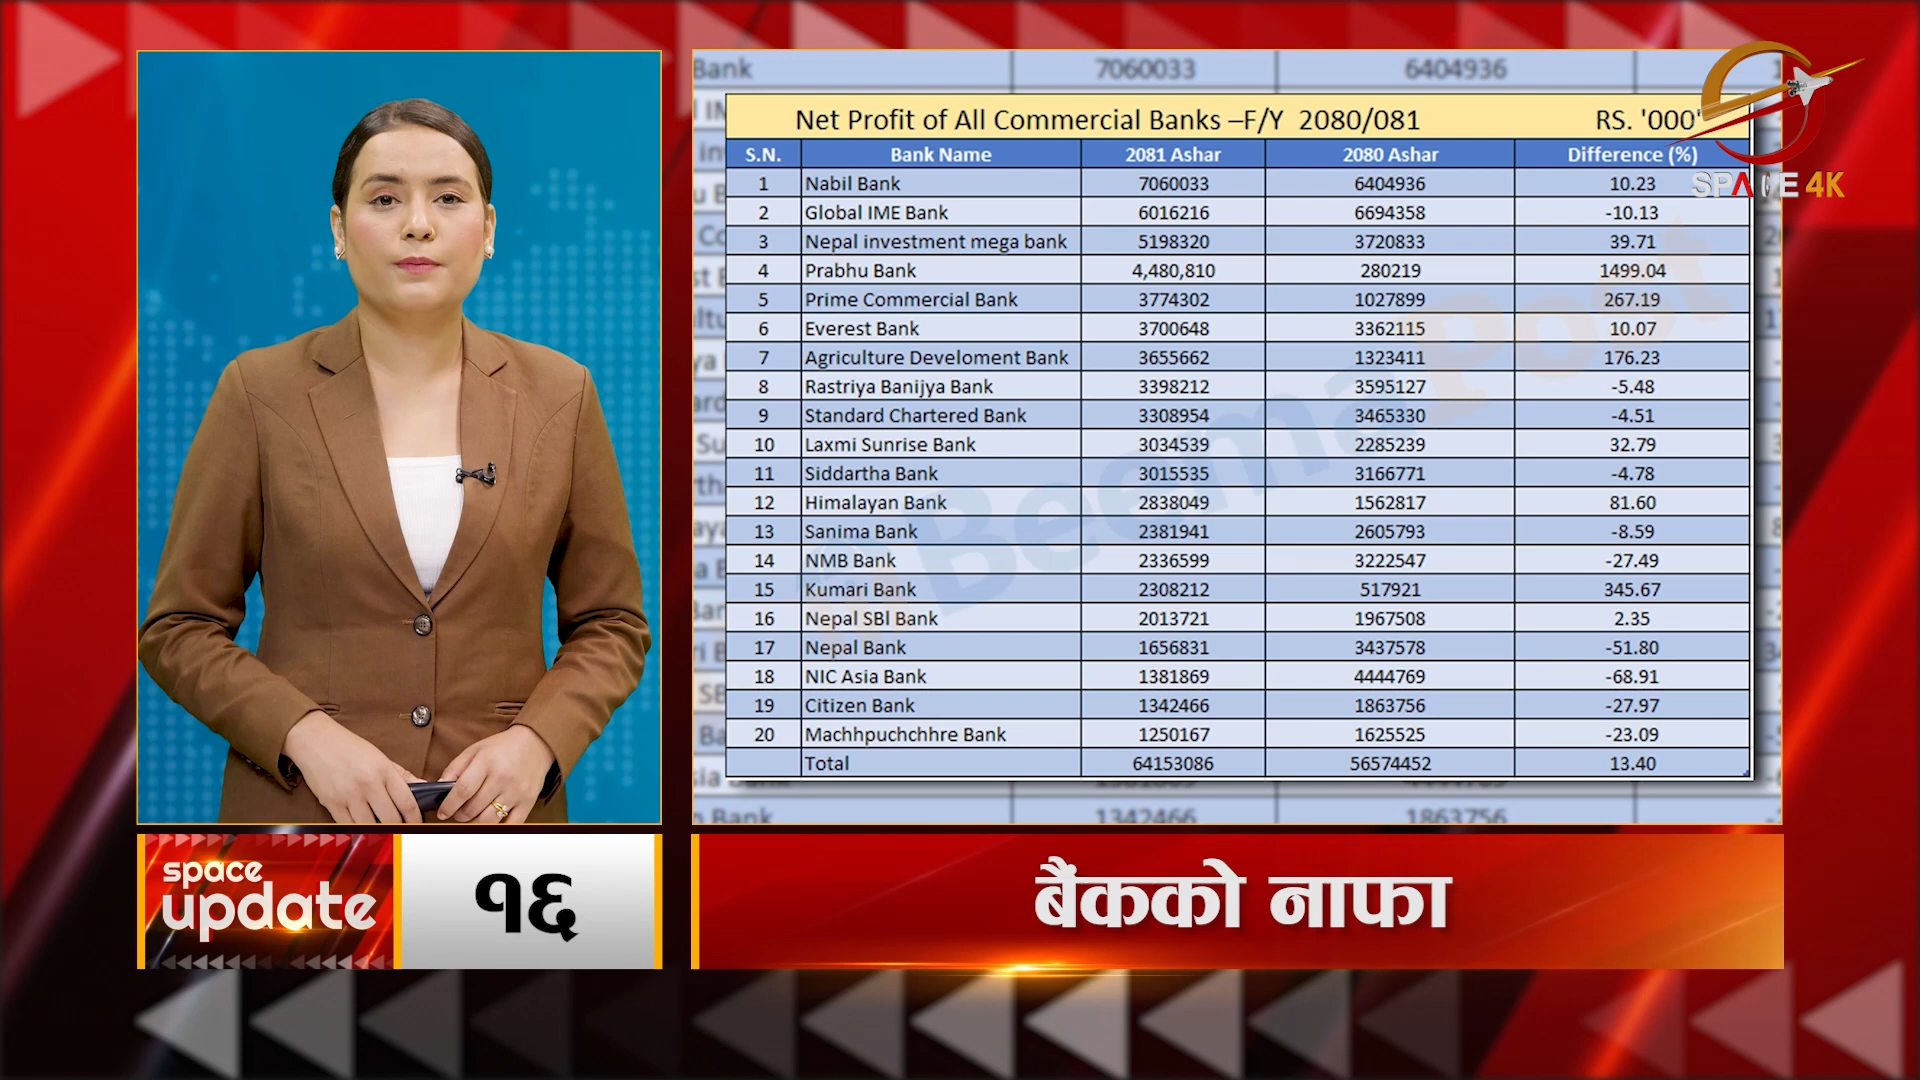 Bank 7060033 6404936
Net Profit of All Commercial Banks –F/Y 2080/081 RS. '000'
S.N. Bank Name 2081 Ashar 2080 Ashar Difference (%)
1 Nabil Bank 7060033 6404936 10.23
2 Global IME Bank 6016216 6694358 -10.13
3 Nepal investment mega bank 5198320 3720833 39.71
4 Prabhu Bank 4,480,810 280219 1499.04
5 Prime Commercial Bank 3774302 1027899 267.19
6 Everest Bank 3700648 3362115 10.07
7 Agriculture Develoment Bank 3655662 1323411 176.23
8 Rastriya Banijya Bank 3398212 3595127 -5.48
9 Standard Chartered Bank 3308954 3465330 -4.51
10 Laxmi Sunrise Bank 3034539 2285239 32.79
11 Siddartha Bank 3015535 3166771 -4.78
12 Himalayan Bank 2838049 1562817 81.60
13 Sanima Bank 2381941 2605793 -8.59
14 NMB Bank 2336599 3222547 -27.49
15 Kumari Bank 2308212 517921 345.67
16 Nepal SBl Bank 2013721 1967508 2.35
17 Nepal Bank 1656831 3437578 -51.80
18 NIC Asia Bank 1381869 4444769 -68.91
19 Citizen Bank 1342466 1863756 -27.97
20 Machhpuchchhre Bank 1250167 1625525 -23.09
Total 64153086 56574452 13.40
BeemaPost
Bank 1342466 1863756
SPACE 4K
space
update
१६
बैंकको नाफा